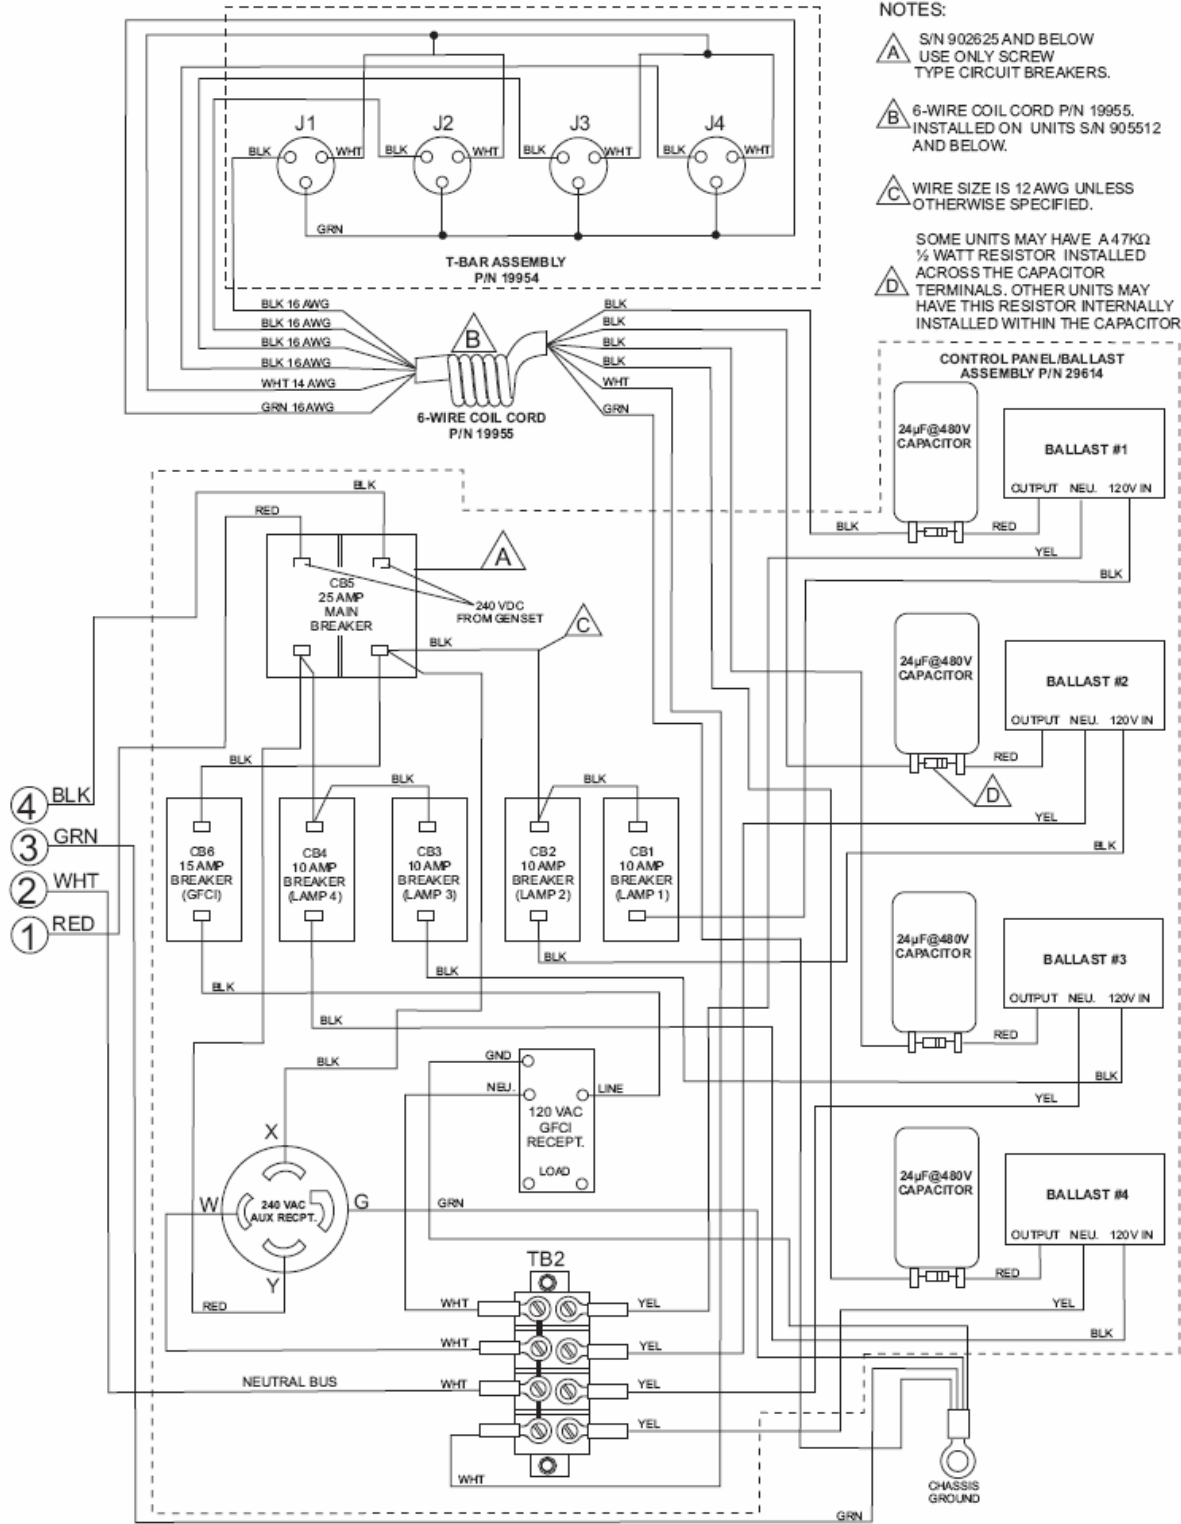 NOTES:
A
S/N 902625 AND BELOW
USE ONLY SCREW
TYPE CIRCUIT BREAKERS.
B
6-WIRE COIL CORD P/N 19955.
INSTALLED ON UNITS S/N 905512
AND BELOW.
C
WIRE SIZE IS 12 AWG UNLESS
OTHERWISE SPECIFIED.
D
SOME UNITS MAY HAVE A 47KΩ
½ WATT RESISTOR INSTALLED
ACROSS THE CAPACITOR
TERMINALS. OTHER UNITS MAY
HAVE THIS RESISTOR INTERNALLY
INSTALLED WITHIN THE CAPACITOR
J1
J2
J3
J4
BLK
WHT
BLK
WHT
BLK
WHT
BLK
WHT
GRN
T-BAR ASSEMBLY
P/N 19954
BLK 16 AWG
BLK 16 AWG
BLK 16 AWG
BLK 16AWG
WHT 14 AWG
GRN 16AWG
B
6-WIRE COIL CORD
P/N 19955
BLK
BLK
BLK
BLK
WHT
GRN
CONTROL PANEL/BALLAST
ASSEMBLY P/N 29614
24µF@480V
CAPACITOR
BALLAST #1
OUTPUT NEU. 120V IN
BLK
RED
YEL
BLK
24µF@480V
CAPACITOR
BALLAST #2
OUTPUT NEU. 120V IN
RED
D
YEL
BLK
24µF@480V
CAPACITOR
BALLAST #3
OUTPUT NEU. 120V IN
RED
BLK
YEL
24µF@480V
CAPACITOR
BALLAST #4
OUTPUT NEU. 120V IN
RED
YEL
BLK
BLK
RED
A
CB5
25 AMP
MAIN
BREAKER
240 VDC
FROM GENSET
C
BLK
BLK
BLK
BLK
4 BLK
3 GRN
2 WHT
1 RED
CB6
15 AMP
BREAKER
(GFCI)
CB4
10 AMP
BREAKER
(LAMP 4)
CB3
10 AMP
BREAKER
(LAMP 3)
CB2
10 AMP
BREAKER
(LAMP 2)
CB1
10 AMP
BREAKER
(LAMP 1)
BLK
BLK
BLK
BLK
BLK
GND
NEU.
LINE
120 VAC
GFCI
RECEPT.
LOAD
X
W
G
Y
240 VAC
AUX RECPT.
GRN
RED
TB2
WHT
YEL
WHT
YEL
NEUTRAL BUS
WHT
YEL
YEL
WHT
CHASSIS
GROUND
GRN